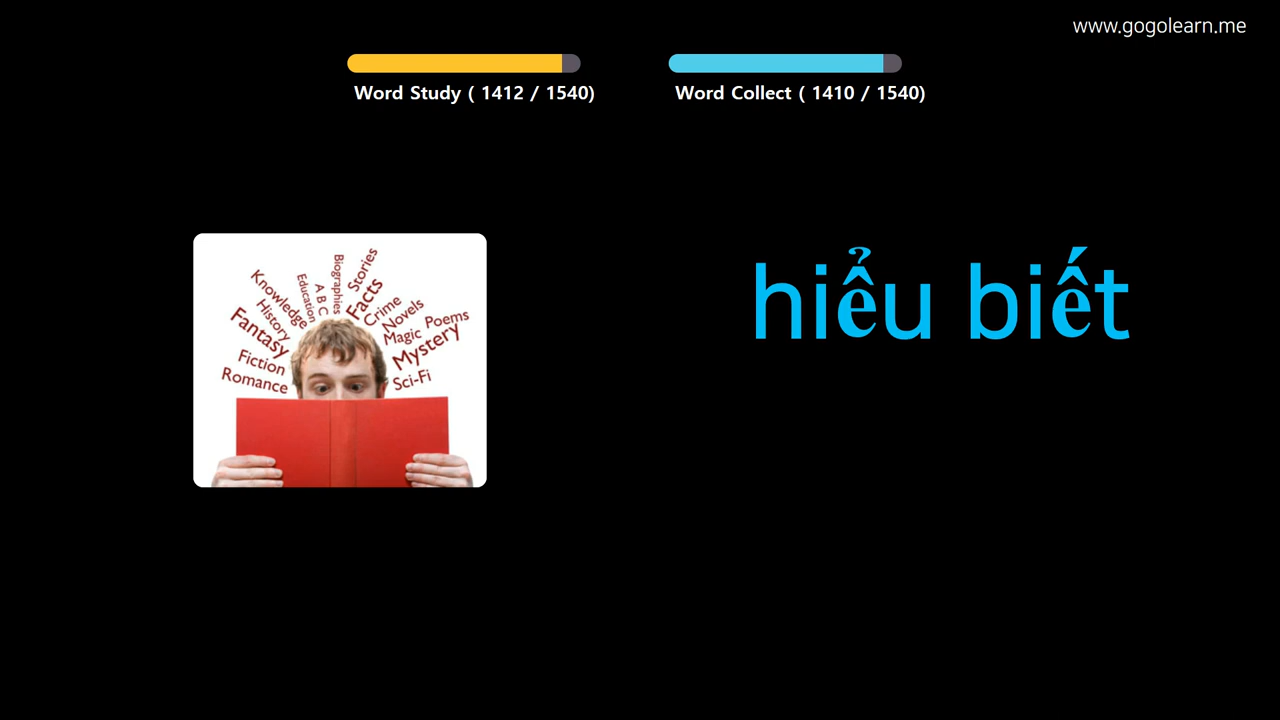 www.gogolearn.me
Word Study ( 1412 / 1540)
Word Collect ( 1410 / 1540)
hiểu biết
Stories
Biographies
Facts
A B C
Education
Knowledge
History
Crime
Novels
Fantasy
Magic
Poems
Mystery
Fiction
Romance
Sci-Fi